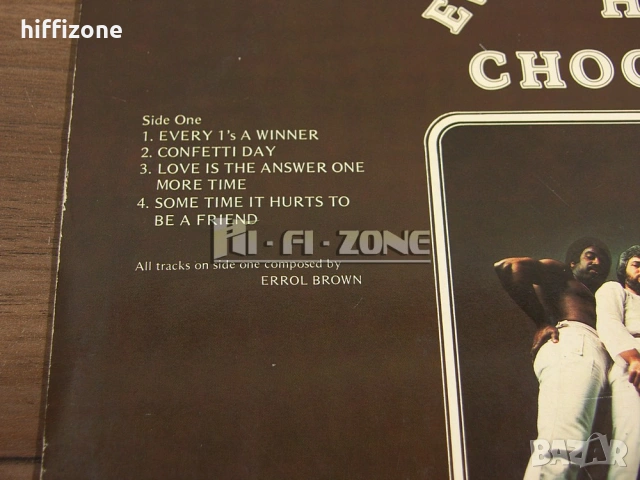 hiffizone
H
CHOC
Side One
1. EVERY 1's A WINNER
2. CONFETTI DAY
3. LOVE IS THE ANSWER ONE
MORE TIME
4. SOME TIME IT HURTS TO
BE A FRIEND
HI-FI-ZONE
All tracks on side one composed by
ERROL BROWN
BAZAR